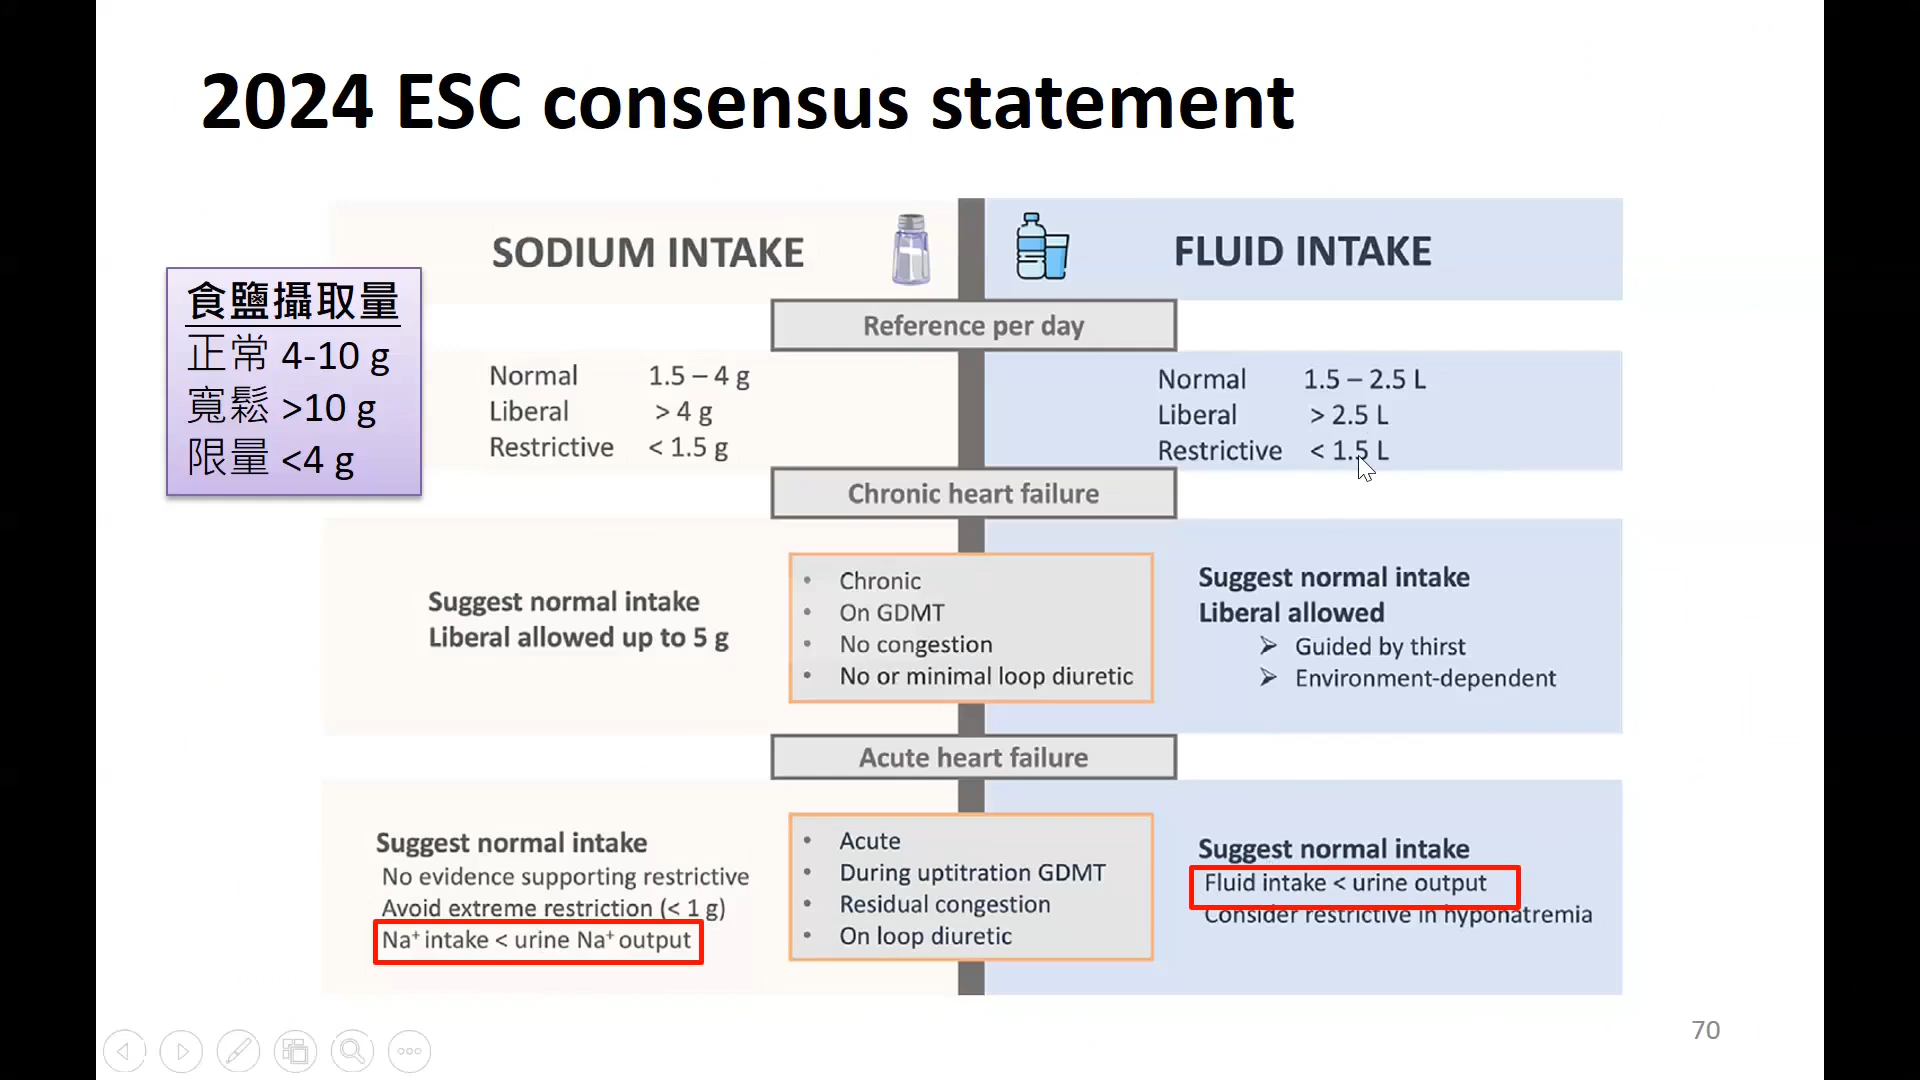 2024 ESC consensus statement
SODIUM INTAKE
FLUID INTAKE
食鹽攝取量
正常 4-10 g
寬鬆 >10 g
限量 <4 g
Reference per day
Normal 1.5 – 4 g
Liberal > 4 g
Restrictive < 1.5 g
Normal 1.5 – 2.5 L
Liberal > 2.5 L
Restrictive < 1.5 L
Chronic heart failure
Suggest normal intake
Liberal allowed up to 5 g
• Chronic
• On GDMT
• No congestion
• No or minimal loop diuretic
Suggest normal intake
Liberal allowed
➢ Guided by thirst
➢ Environment-dependent
Acute heart failure
Suggest normal intake
No evidence supporting restrictive
Avoid extreme restriction (< 1 g)
Na⁺ intake < urine Na⁺ output
• Acute
• During uptitration GDMT
• Residual congestion
• On loop diuretic
Suggest normal intake
Fluid intake < urine output
Consider restrictive in hyponatremia
70